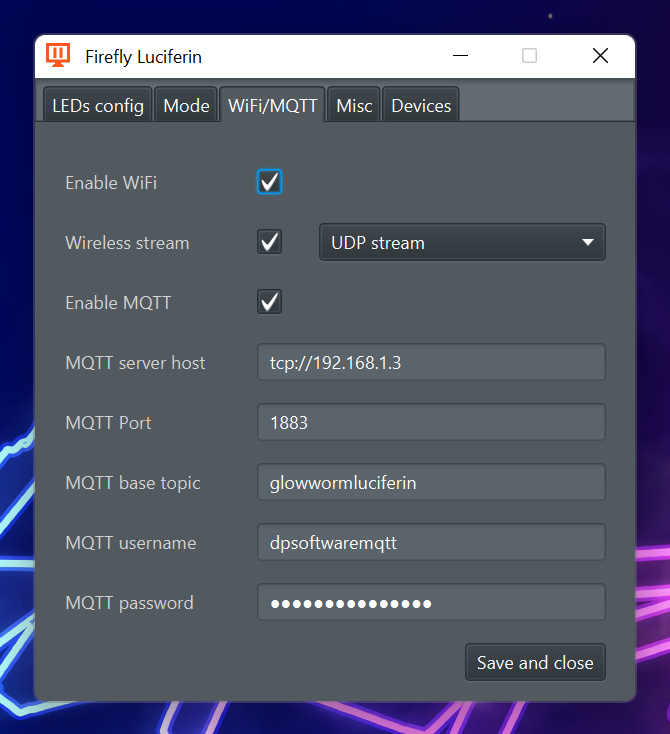 Firefly Luciferin
LEDs config Mode WiFi/MQTT Misc Devices
Enable WiFi
Wireless stream UDP stream
Enable MQTT
MQTT server host tcp://192.168.1.3
MQTT Port 1883
MQTT base topic glowwormluciferin
MQTT username dpsoftwaremqtt
MQTT password ●●●●●●●●●●●●●●●
Save and close